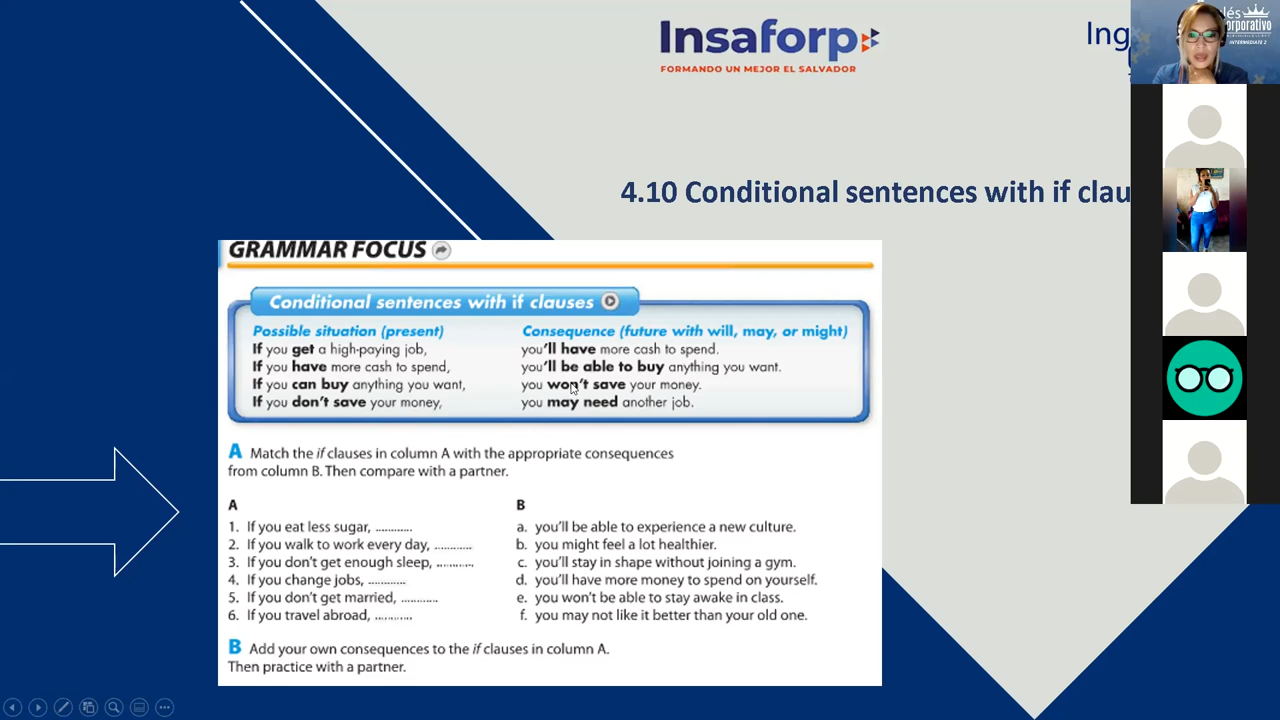 Insaforp
FORMANDO UN MEJOR EL SALVADOR
Ing
lés
orporativo
INTERMEDIATE 2
4.10 Conditional sentences with if clau
GRAMMAR FOCUS
Conditional sentences with if clauses
Possible situation (present) Consequence (future with will, may, or might)
If you get a high-paying job, you'll have more cash to spend.
If you have more cash to spend, you'll be able to buy anything you want.
If you can buy anything you want, you won't save your money.
If you don't save your money, you may need another job.
A Match the if clauses in column A with the appropriate consequences
from column B. Then compare with a partner.
A B
1. If you eat less sugar, ............ a. you'll be able to experience a new culture.
2. If you walk to work every day, ............ b. you might feel a lot healthier.
3. If you don't get enough sleep, ............ c. you'll stay in shape without joining a gym.
4. If you change jobs, ............ d. you'll have more money to spend on yourself.
5. If you don't get married, ............ e. you won't be able to stay awake in class.
6. If you travel abroad, ............ f. you may not like it better than your old one.
B Add your own consequences to the if clauses in column A.
Then practice with a partner.